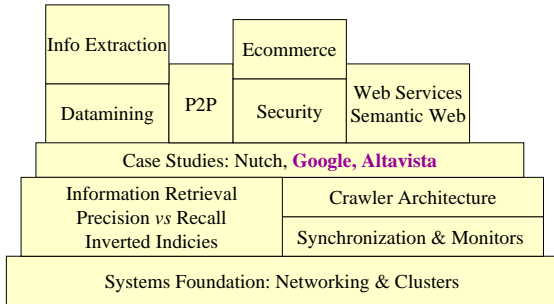 Info Extraction
Ecommerce
Datamining
P2P
Security
Web Services
Semantic Web
Case Studies: Nutch, Google, Altavista
Information Retrieval
Precision vs Recall
Inverted Indicies
Crawler Architecture
Synchronization & Monitors
Systems Foundation: Networking & Clusters